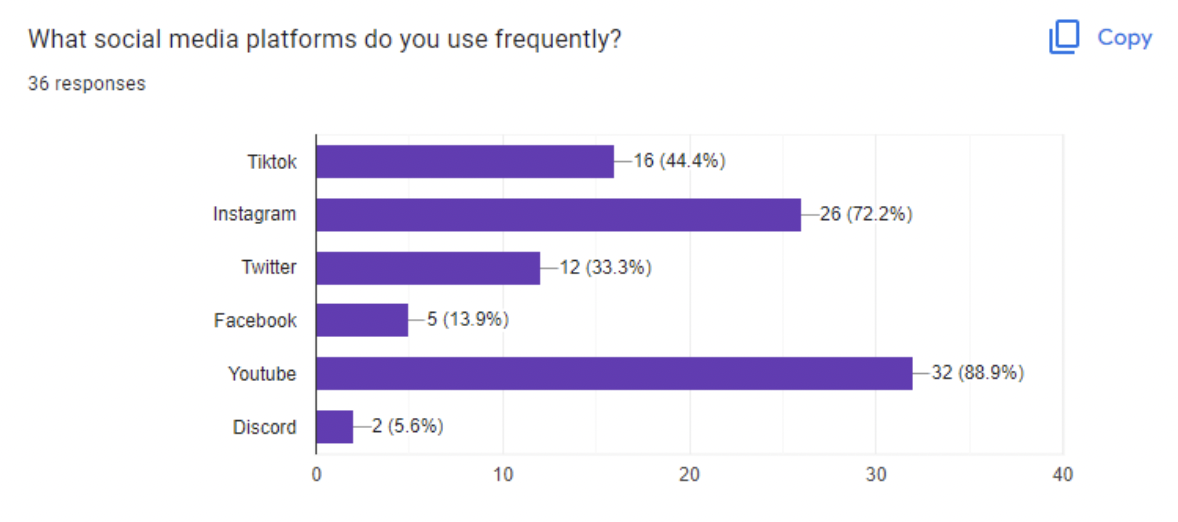 What social media platforms do you use frequently?
Copy
36 responses
Tiktok 16 (44.4%)
Instagram 26 (72.2%)
Twitter 12 (33.3%)
Facebook 5 (13.9%)
Youtube 32 (88.9%)
Discord 2 (5.6%)
0 10 20 30 40